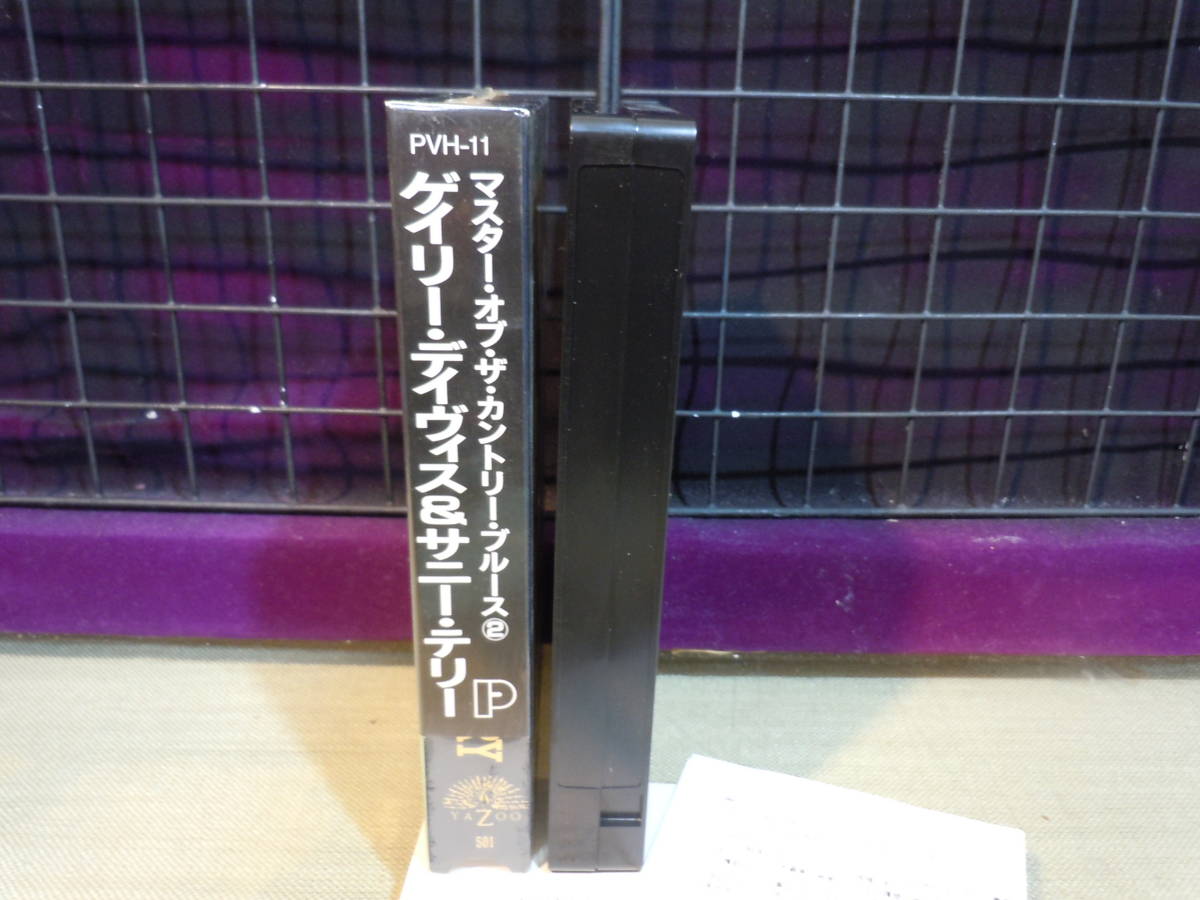 PVH-11
マスター・オブ・ザ・カントリー・ブルース②
ゲイリー・デイヴィス&サニー・テリー
P
Y
YAZOO
501